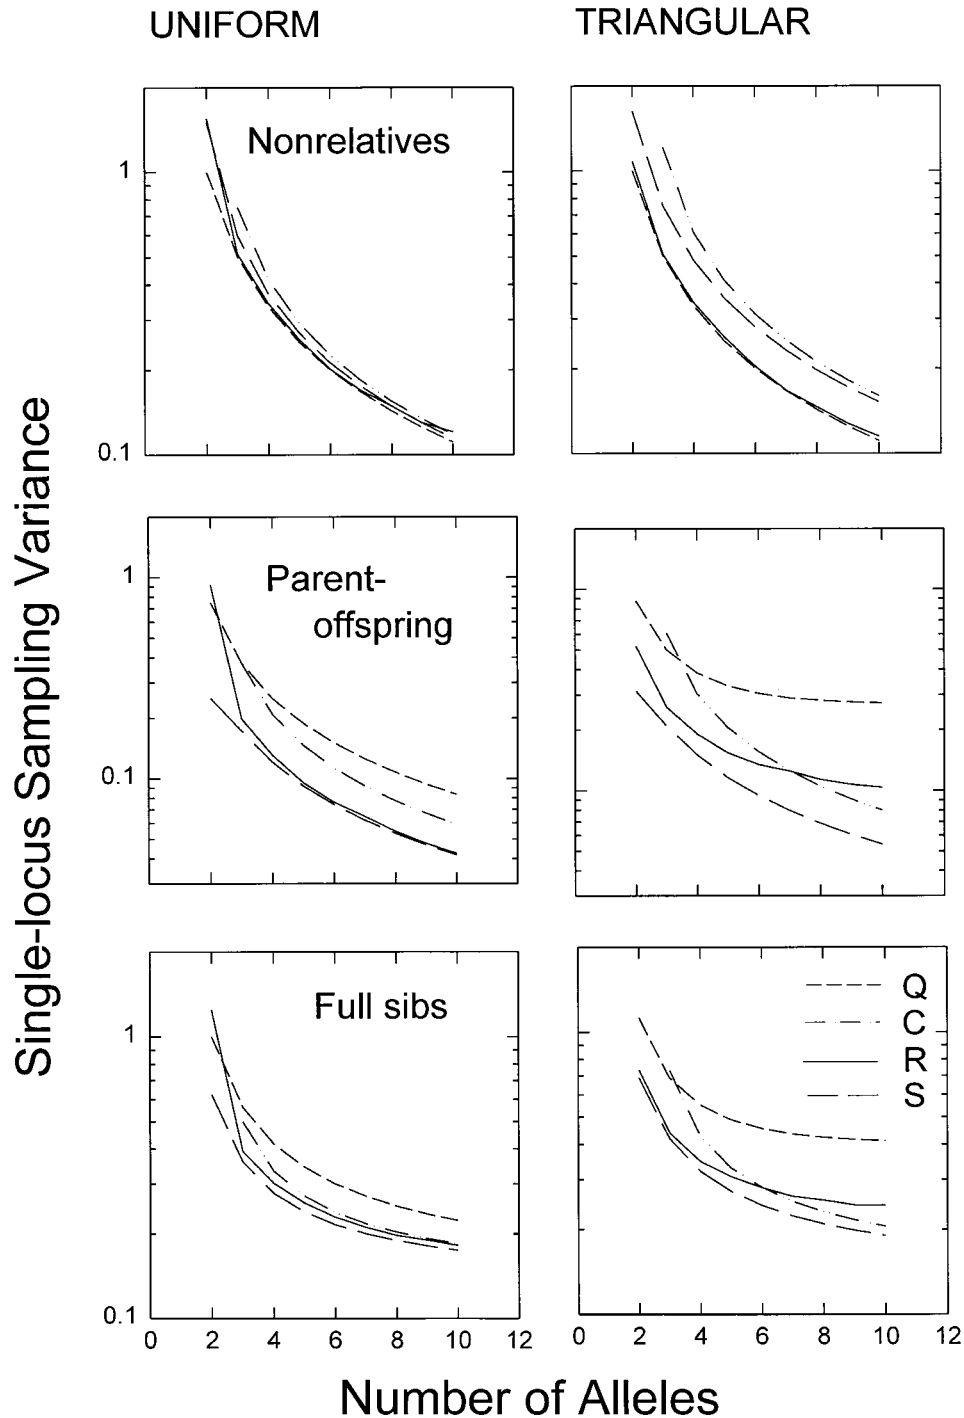 UNIFORM
TRIANGULAR
Nonrelatives
1
0.1
Parent-
offspring
1
0.1
Full sibs
1
0.1
0 2 4 6 8 10 12
Q
C
R
S
0 2 4 6 8 10 12
Single-locus Sampling Variance
Number of Alleles